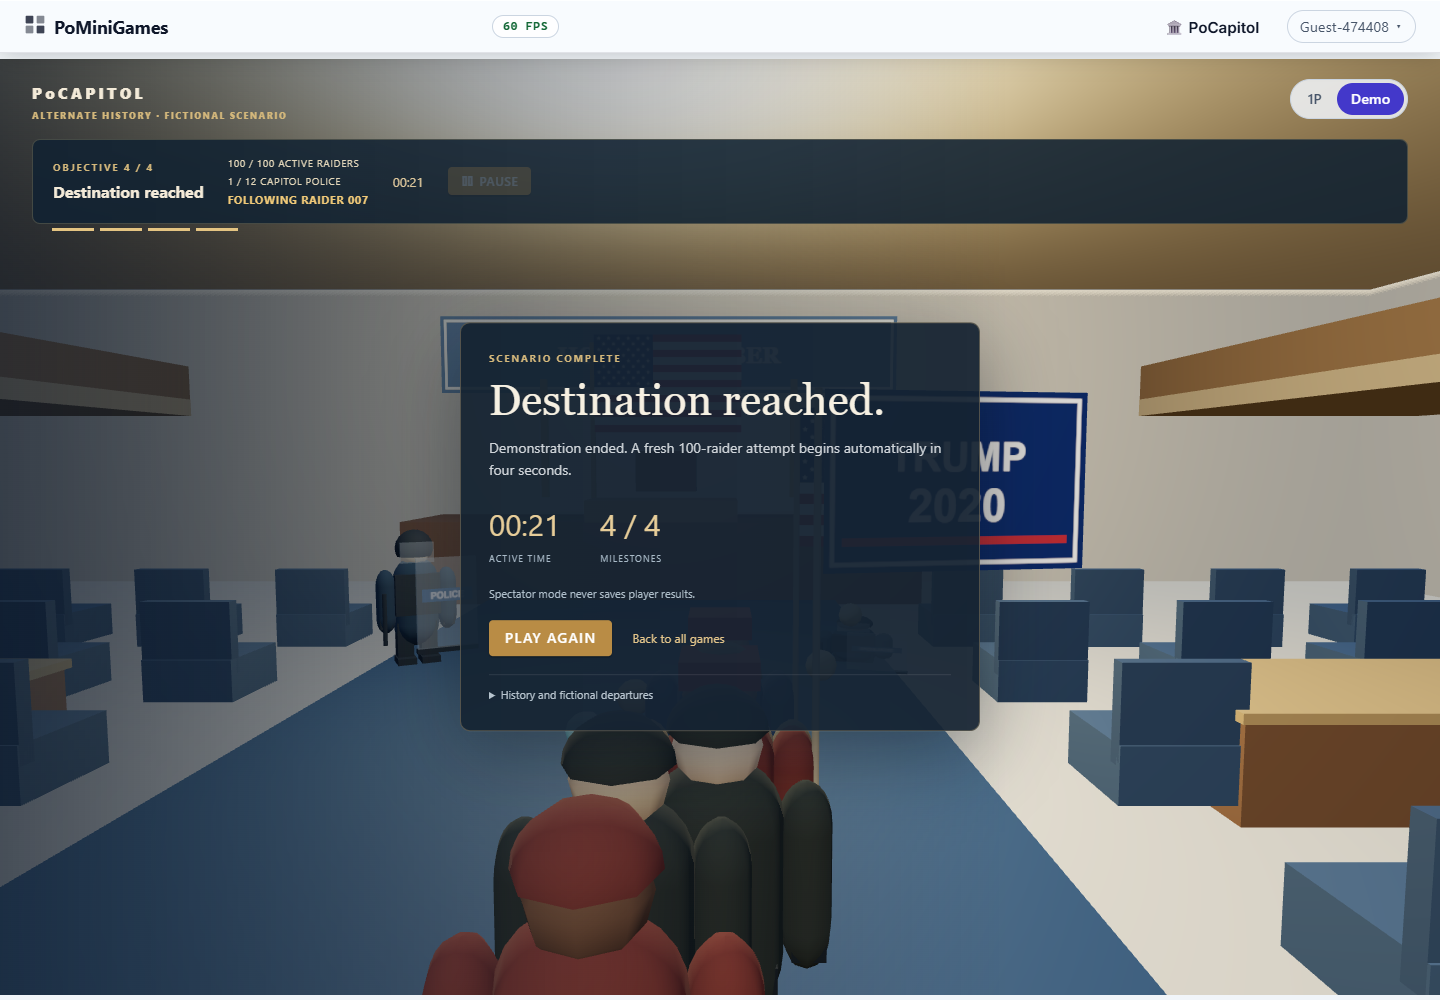 PoMiniGames
60 FPS
PoCapitol
Guest-474408
PoCAPITOL
ALTERNATE HISTORY · FICTIONAL SCENARIO
1P
Demo
OBJECTIVE 4 / 4
Destination reached
100 / 100 ACTIVE RAIDERS
1 / 12 CAPITOL POLICE
FOLLOWING RAIDER 007
00:21
PAUSE
SCENARIO COMPLETE
Destination reached.
Demonstration ended. A fresh 100-raider attempt begins automatically in
four seconds.
00:21
4 / 4
ACTIVE TIME
MILESTONES
Spectator mode never saves player results.
PLAY AGAIN
Back to all games
▶ History and fictional departures
TRUMP
2020
POLICE